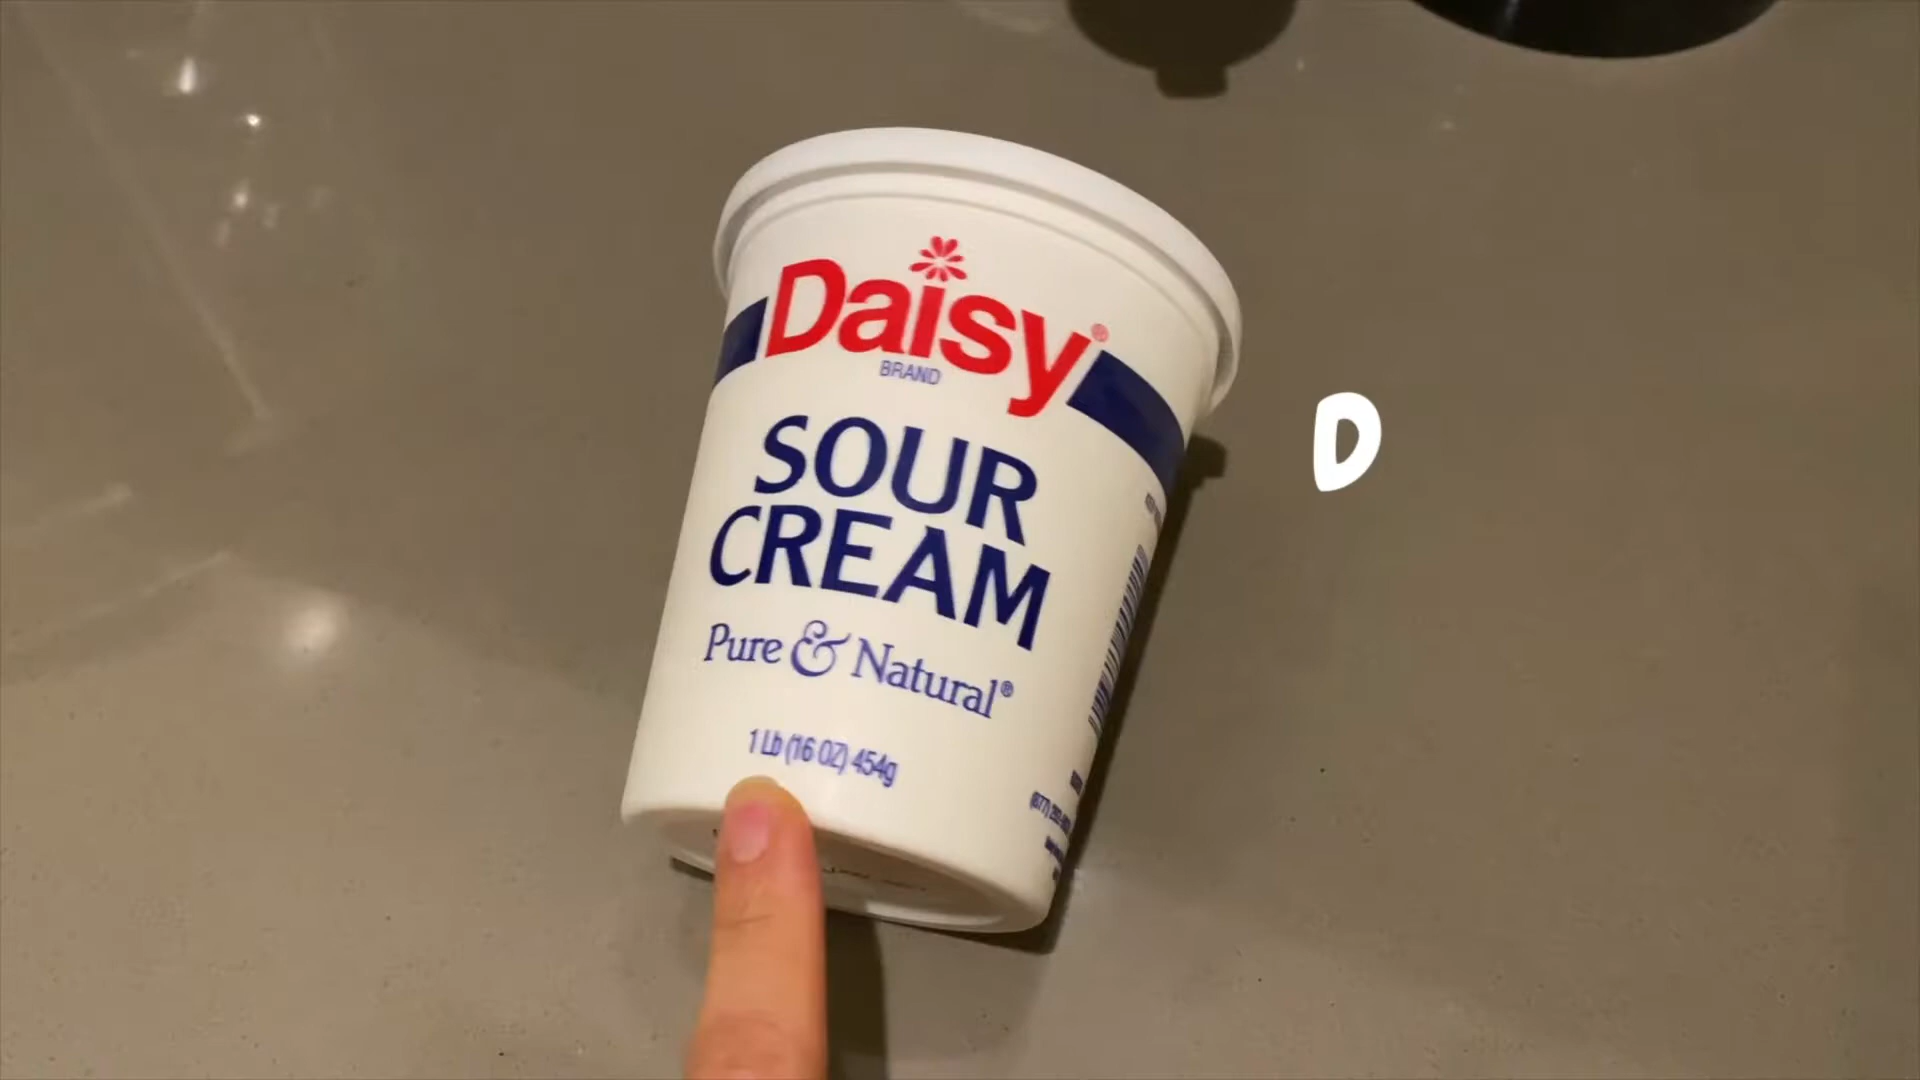 Daisy®
BRAND
SOUR
CREAM
Pure & Natural®
1 Lb (16 OZ) 454g
D